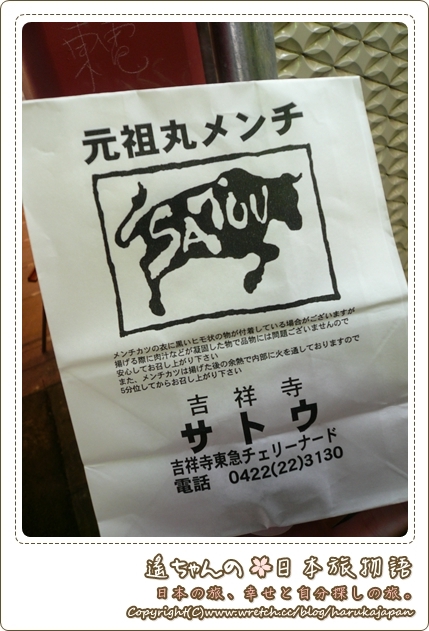 東電
元祖丸メンチ
SATOU
メンチカツの衣に黒いヒモ状の物が付着している場合がございますが
揚げる際に肉汁などが凝固した物で品物には問題ございませんので
安心してお召し上がり下さい
また、メンチカツは揚げた後の余熱で内部に火を通しておりますので
5分位してからお召し上がり下さい
吉祥寺
サトウ
吉祥寺東急チェリーナード
電話 0422(22)3130
遙ちゃんの日本旅物語
日本の旅、幸せと自分探しの旅。
Copyright(C)www.wretch.cc/blog/harukajapan